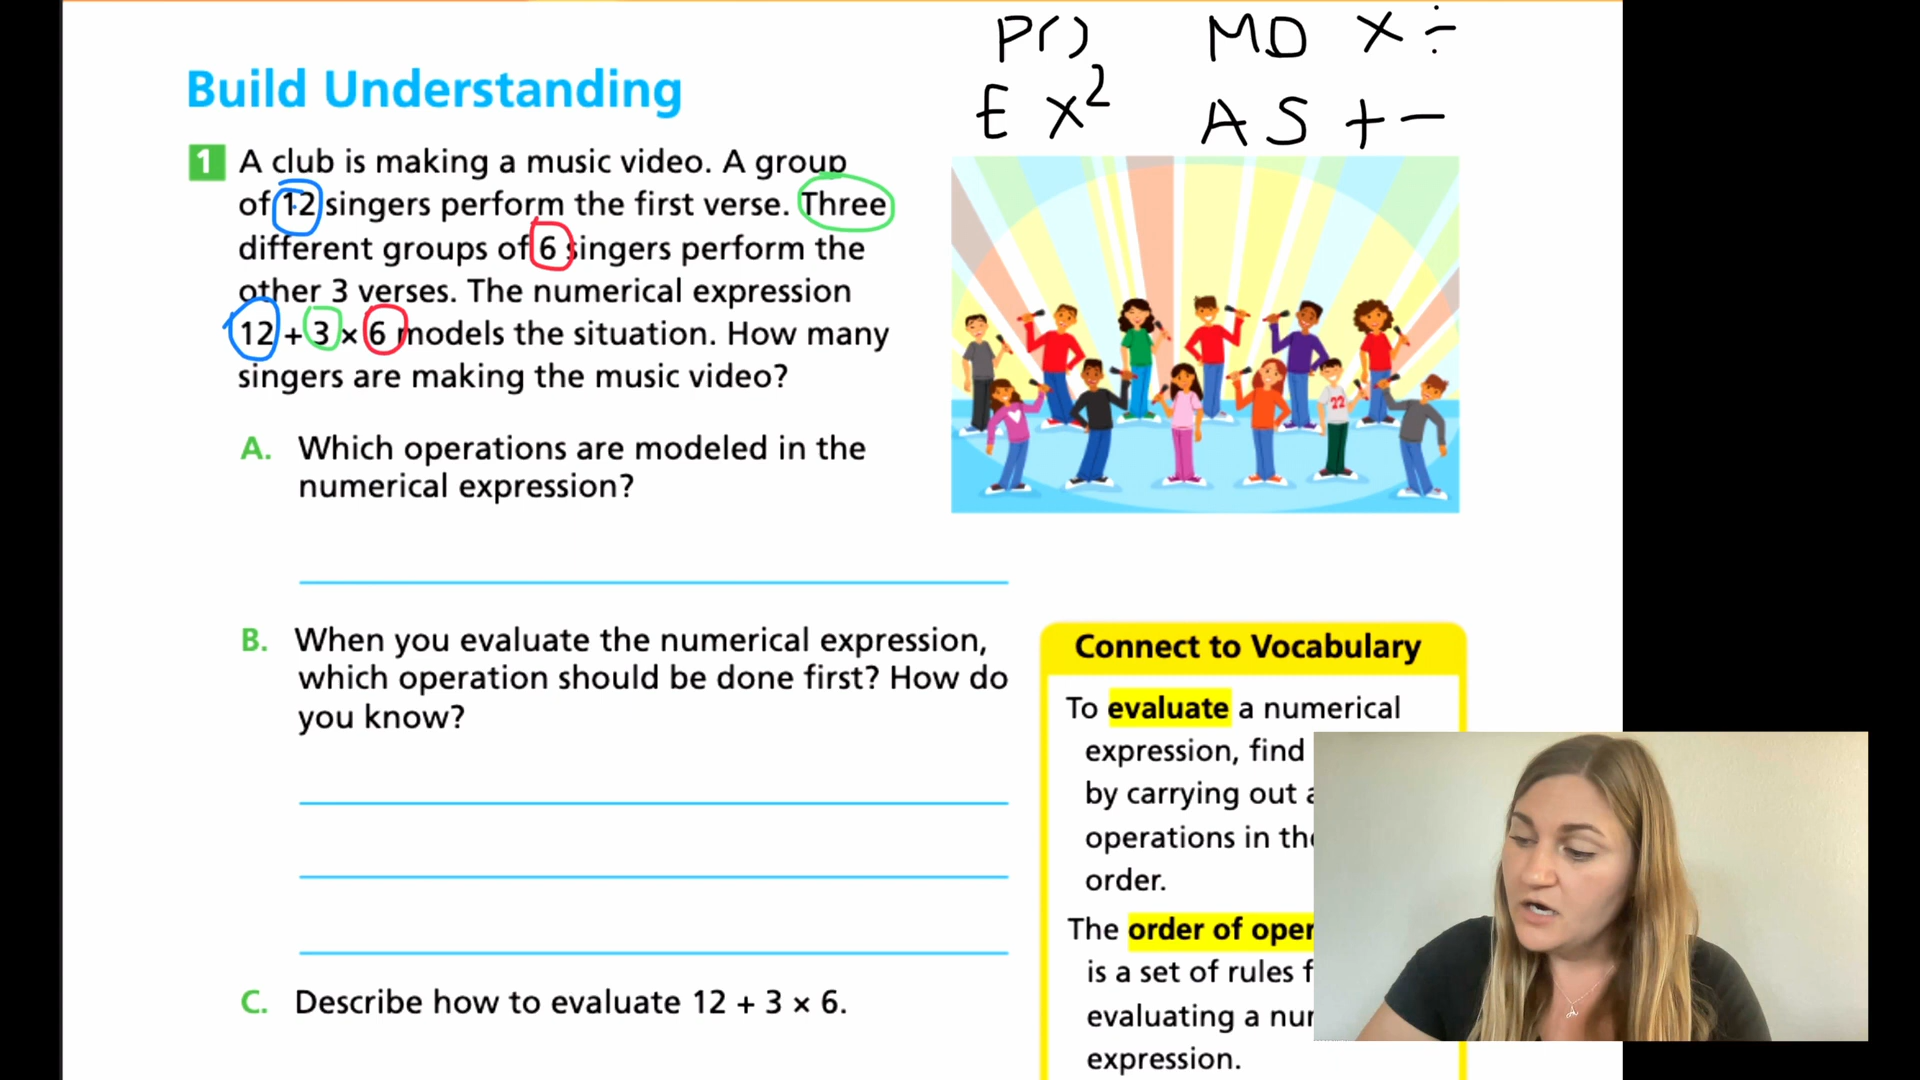 P() MD × ÷
E x² AS + −
Build Understanding
1 A club is making a music video. A group
of 12 singers perform the first verse. Three
different groups of 6 singers perform the
other 3 verses. The numerical expression
12 + 3 × 6 models the situation. How many
singers are making the music video?
22
A. Which operations are modeled in the
numerical expression?
B. When you evaluate the numerical expression,
which operation should be done first? How do
you know?
C. Describe how to evaluate 12 + 3 × 6.
Connect to Vocabulary
To evaluate a numerical
expression, find
by carrying out
operations in
order.
The order of
is a set of rules
evaluating a
expression.